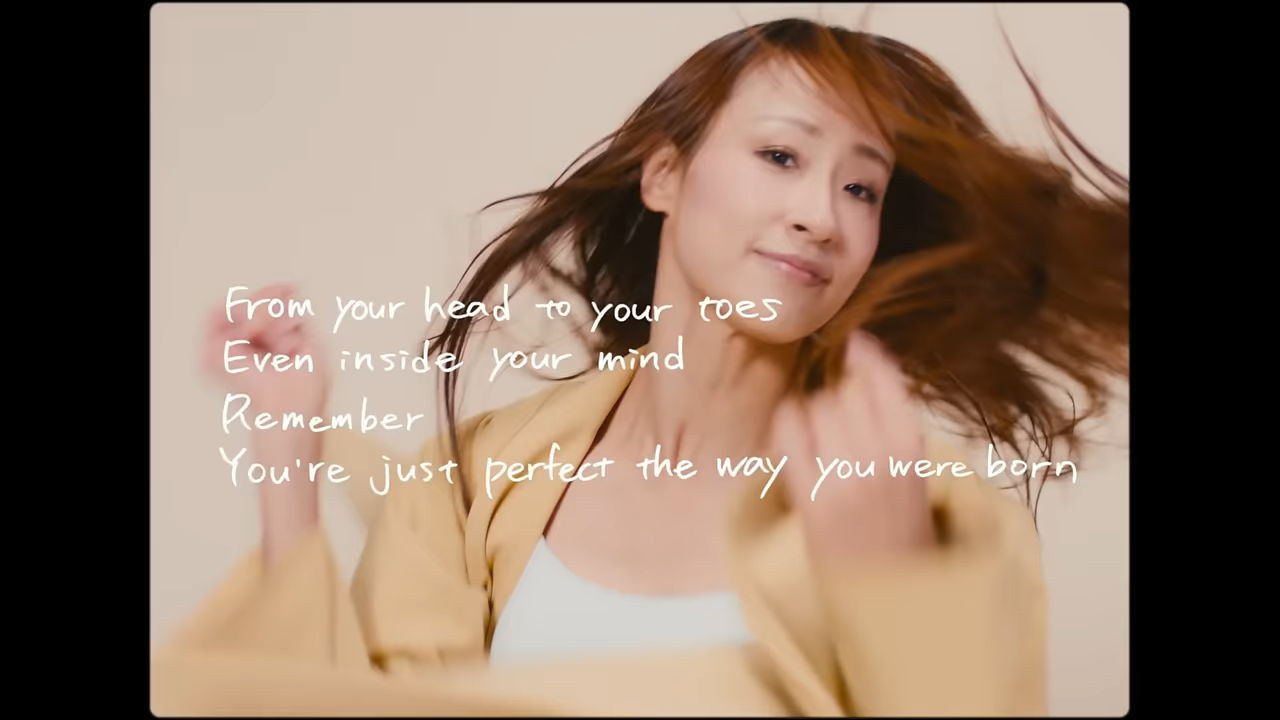 From your head to your toes
Even inside your mind
Remember
You're just perfect the way you were born